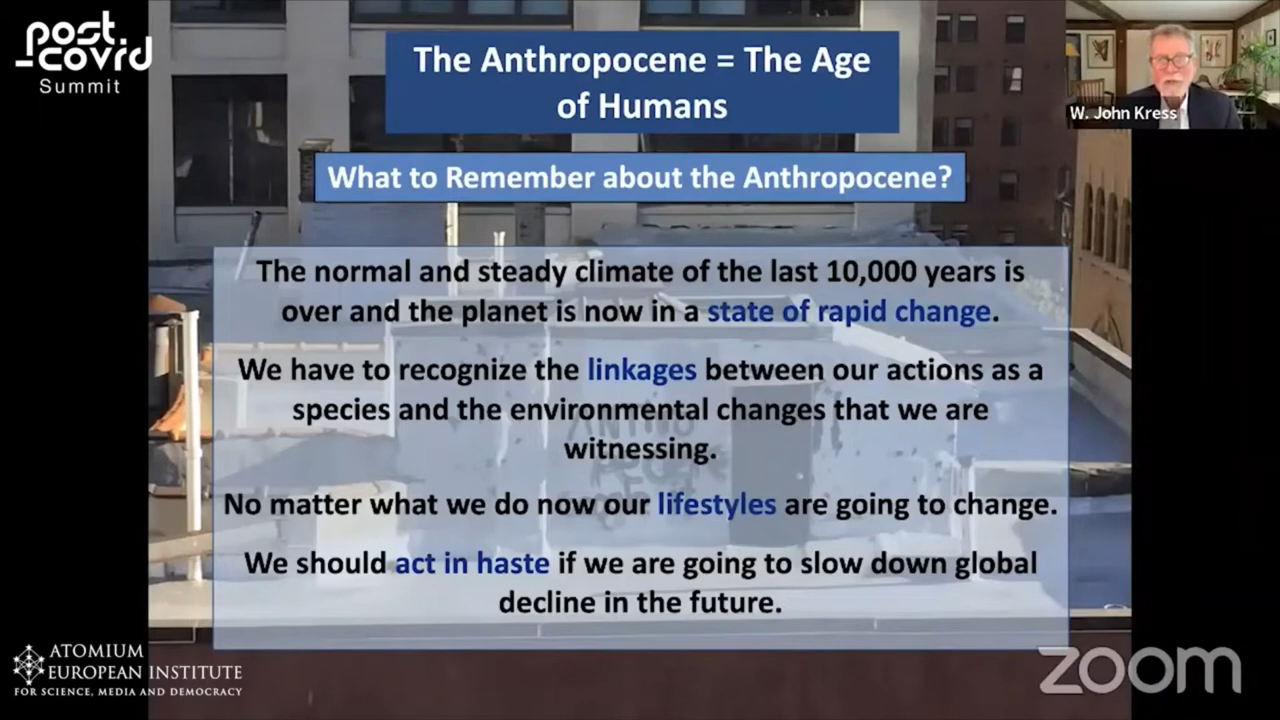 post
-covid
Summit
The Anthropocene = The Age
of Humans
W. John Kress
What to Remember about the Anthropocene?
The normal and steady climate of the last 10,000 years is
over and the planet is now in a state of rapid change.
We have to recognize the linkages between our actions as a
species and the environmental changes that we are
witnessing.
No matter what we do now our lifestyles are going to change.
We should act in haste if we are going to slow down global
decline in the future.
ATOMIUM
EUROPEAN INSTITUTE
FOR SCIENCE, MEDIA AND DEMOCRACY
zoom